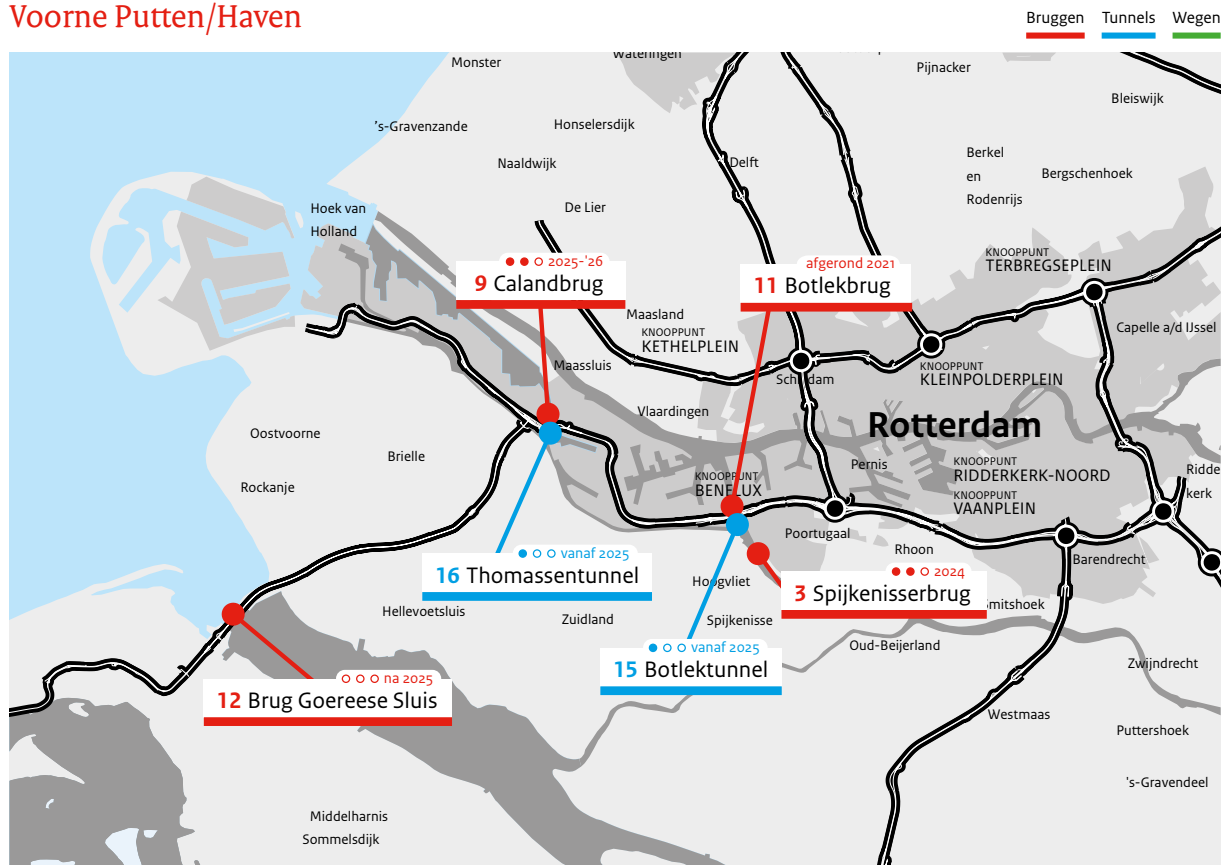 Voorne Putten/Haven
Bruggen Tunnels Wegen
Monster
Wateringen
Pijnacker
Bleiswijk
's-Gravenzande
Honselersdijk
Naaldwijk
Delft
Berkel
en
Rodenrijs
Bergschenhoek
De Lier
Hoek van
Holland
KNOOPPUNT
TERBREGSEPLEIN
2025-'26
9 Calandbrug
afgerond 2021
11 Botlekbrug
Maasland
KNOOPPUNT
KETHELPLEIN
Capelle a/d IJssel
Maassluis
Schiedam
KNOOPPUNT
KLEINPOLDERPLEIN
Vlaardingen
Rotterdam
Oostvoorne
Brielle
Rockanje
Pernis
KNOOPPUNT
RIDDERKERK-NOORD
KNOOPPUNT
VAANPLEIN
KNOOPPUNT
BENELUX
Ridder
kerk
Poortugaal
Rhoon
Barendrecht
vanaf 2025
16 Thomassentunnel
Hoogvliet
2024
3 Spijkenisserbrug
Smitshoek
Hellevoetsluis
Zuidland
Spijkenisse
Oud-Beijerland
vanaf 2025
15 Botlektunnel
Zwijndrecht
na 2025
12 Brug Goereese Sluis
Westmaas
Puttershoek
's-Gravendeel
Middelharnis
Sommelsdijk